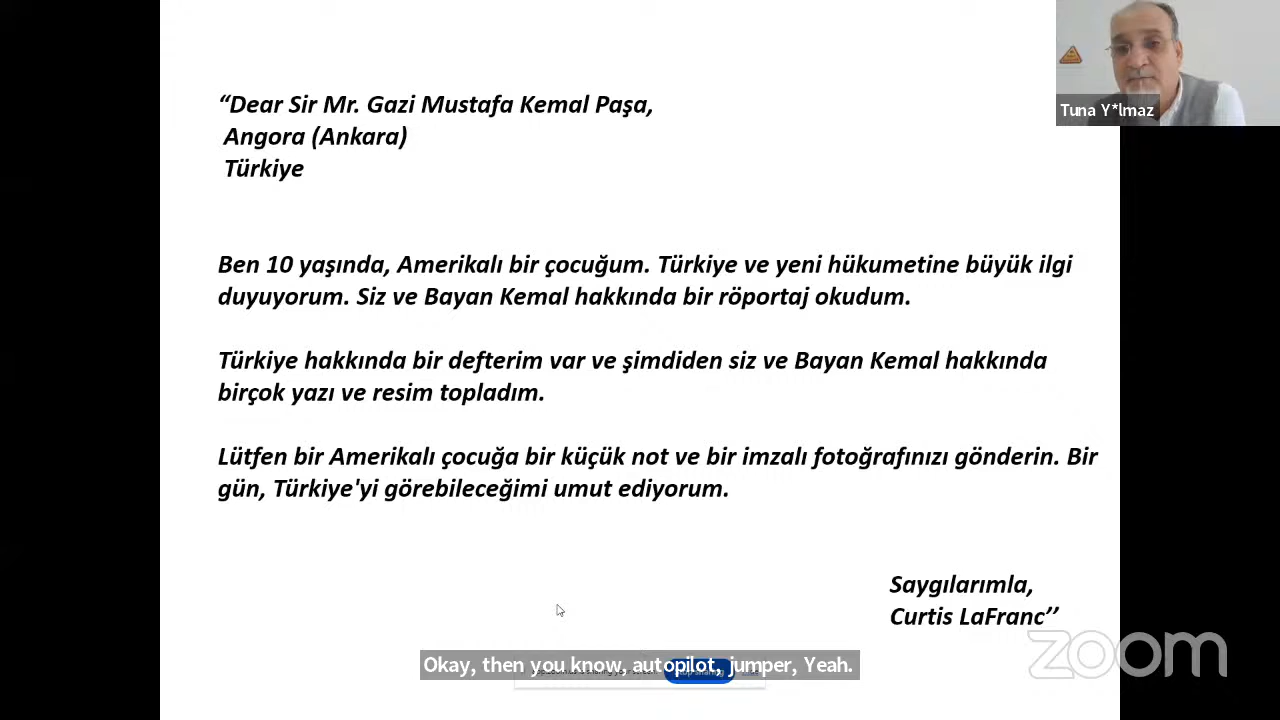 “Dear Sir Mr. Gazi Mustafa Kemal Paşa,
Angora (Ankara)
Türkiye
Tuna Y*lmaz
Ben 10 yaşında, Amerikalı bir çocuğum. Türkiye ve yeni hükumetine büyük ilgi
duyuyorum. Siz ve Bayan Kemal hakkında bir röportaj okudum.
Türkiye hakkında bir defterim var ve şimdiden siz ve Bayan Kemal hakkında
birçok yazı ve resim topladım.
Lütfen bir Amerikalı çocuğa bir küçük not ve bir imzalı fotoğrafınızı gönderin. Bir
gün, Türkiye'yi görebileceğimi umut ediyorum.
Saygılarımla,
Curtis LaFranc’’
zoom
Okay, then you know, autopilot, jumper, Yeah.